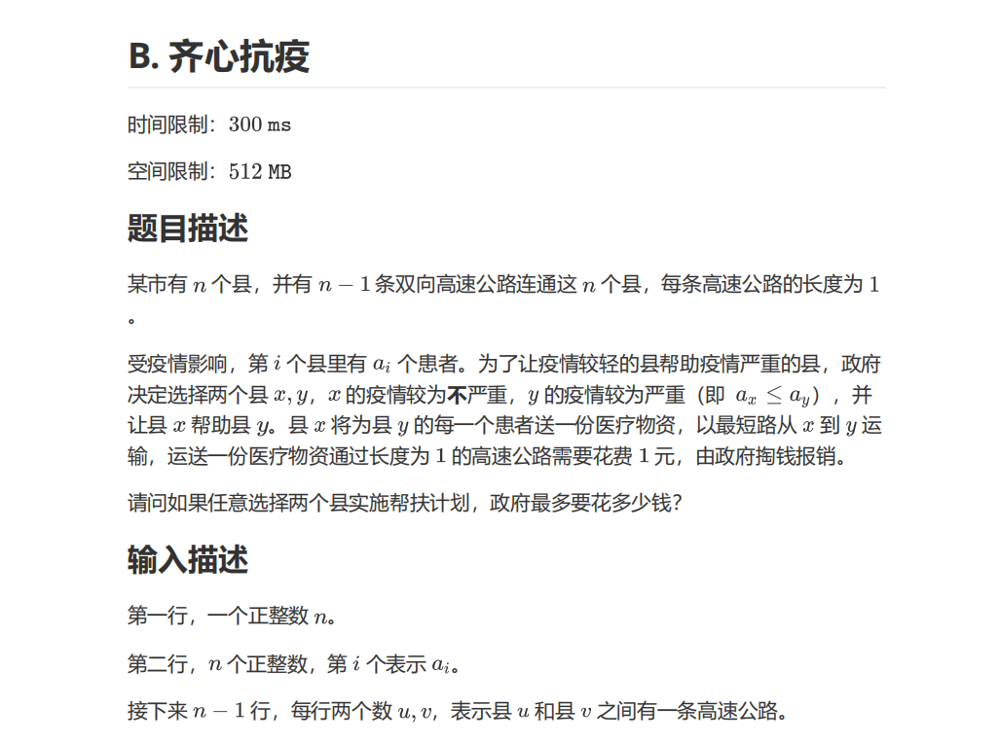 B. 齐心抗疫
时间限制：300 ms
空间限制：512 MB
题目描述
某市有 n 个县，并有 n − 1 条双向高速公路连通这 n 个县，每条高速公路的长度为 1
。
受疫情影响，第 i 个县里有 a_i 个患者。为了让疫情较轻的县帮助疫情严重的县，政府
决定选择两个县 x, y，x 的疫情较为不严重，y 的疫情较为严重（即 a_x ≤ a_y），并
让县 x 帮助县 y。县 x 将为县 y 的每一个患者送一份医疗物资，以最短路从 x 到 y 运
输，运送一份医疗物资通过长度为 1 的高速公路需要花费 1 元，由政府掏钱报销。
请问如果任意选择两个县实施帮扶计划，政府最多要花多少钱？
输入描述
第一行，一个正整数 n。
第二行，n 个正整数，第 i 个表示 a_i。
接下来 n − 1 行，每行两个数 u, v，表示县 u 和县 v 之间有一条高速公路。